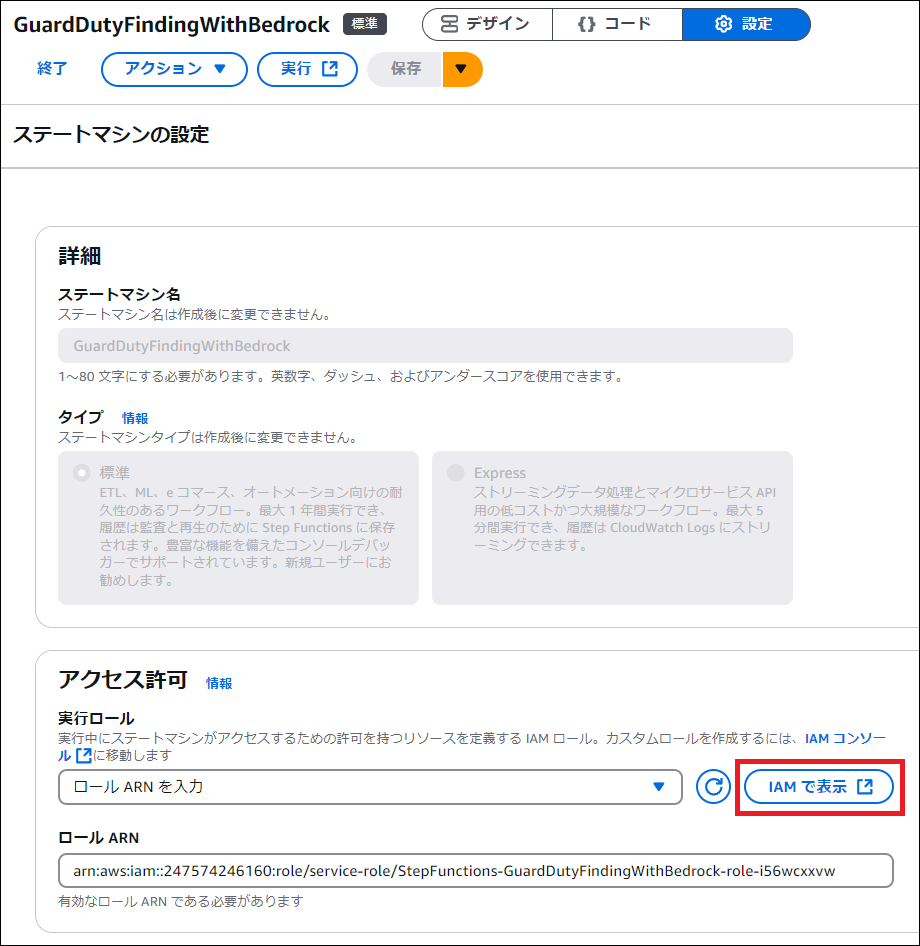 GuardDutyFindingWithBedrock 標準 デザイン {} コード 設定
終了 アクション 実行 保存
ステートマシンの設定
詳細
ステートマシン名
ステートマシン名は作成後に変更できません。
GuardDutyFindingWithBedrock
1～80 文字にする必要があります。英数字、ダッシュ、およびアンダースコアを使用できます。
タイプ 情報
ステートマシンタイプは作成後に変更できません。
標準
ETL、ML、e コマース、オートメーション向けの耐
久性のあるワークフロー。最大 1 年間実行でき、
履歴は監査と再生のために Step Functions に保存
されます。豊富な機能を備えたコンソールデバッ
ガーでサポートされています。新規ユーザーにお
勧めします。
Express
ストリーミングデータ処理とマイクロサービス API
用の低コストかつ大規模なワークフロー。最大 5
分間実行でき、履歴は CloudWatch Logs にストリ
ーミングできます。
アクセス許可 情報
実行ロール
実行中にステートマシンがアクセスするための許可を持つリソースを定義する IAM ロール。カスタムロールを作成するには、IAM コンソー
ル に移動します
ロール ARN を入力 IAM で表示
ロール ARN
arn:aws:iam::247574246160:role/service-role/StepFunctions-GuardDutyFindingWithBedrock-role-i56wcxxvw
有効なロール ARN である必要があります